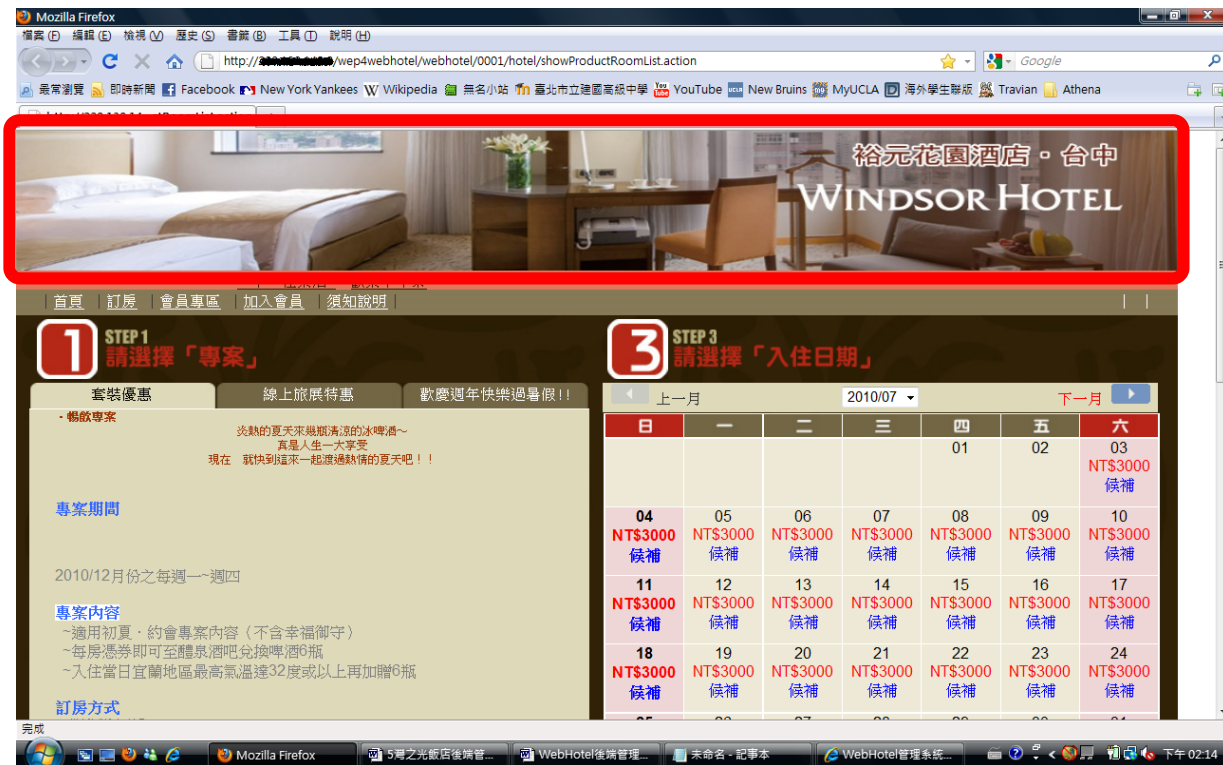 Mozilla Firefox
檔案(F) 編輯(E) 檢視(V) 歷史(S) 書籤(B) 工具(T) 說明(H)
http:// /wep4webhotel/webhotel/0001/hotel/showProductRoomList.action
Google
最常瀏覽 即時新聞 Facebook New York Yankees Wikipedia 無名小站 臺北市立建國高級中學 YouTube New Bruins MyUCLA 海外學生聯版 Travian Athena
裕元花園酒店。台中
WINDSOR HOTEL
|首頁 |訂房 |會員專區 |加入會員 |須知說明| | |
1 STEP 1
請選擇「專案」
套裝優惠 線上旅展特惠 歡慶週年快樂過暑假!!
- 暢飲專案
炎熱的夏天來幾瓶清涼的冰啤酒~
真是人生一大享受
現在 就快到這來一起渡過熱情的夏天吧!!
專案期間
2010/12月份之每週一~週四
專案內容
~適用初夏．約會專案內容（不含幸福御守）
~每房憑券即可至醴泉酒吧兌換啤酒6瓶
~入住當日宜蘭地區最高氣溫達32度或以上再加贈6瓶
訂房方式
3 STEP 3
請選擇「入住日期」
上一月 2010/07 下一月
日 一 二 三 四 五 六
01 02 03
NT$3000
候補
04 05 06 07 08 09 10
NT$3000 NT$3000 NT$3000 NT$3000 NT$3000 NT$3000 NT$3000
候補 候補 候補 候補 候補 候補 候補
11 12 13 14 15 16 17
NT$3000 NT$3000 NT$3000 NT$3000 NT$3000 NT$3000 NT$3000
候補 候補 候補 候補 候補 候補 候補
18 19 20 21 22 23 24
NT$3000 NT$3000 NT$3000 NT$3000 NT$3000 NT$3000 NT$3000
候補 候補 候補 候補 候補 候補 候補
完成
Mozilla Firefox 5灣之光飯店後端管... WebHotel後端管理... 未命名 - 記事本 WebHotel管理系統... 下午 02:14